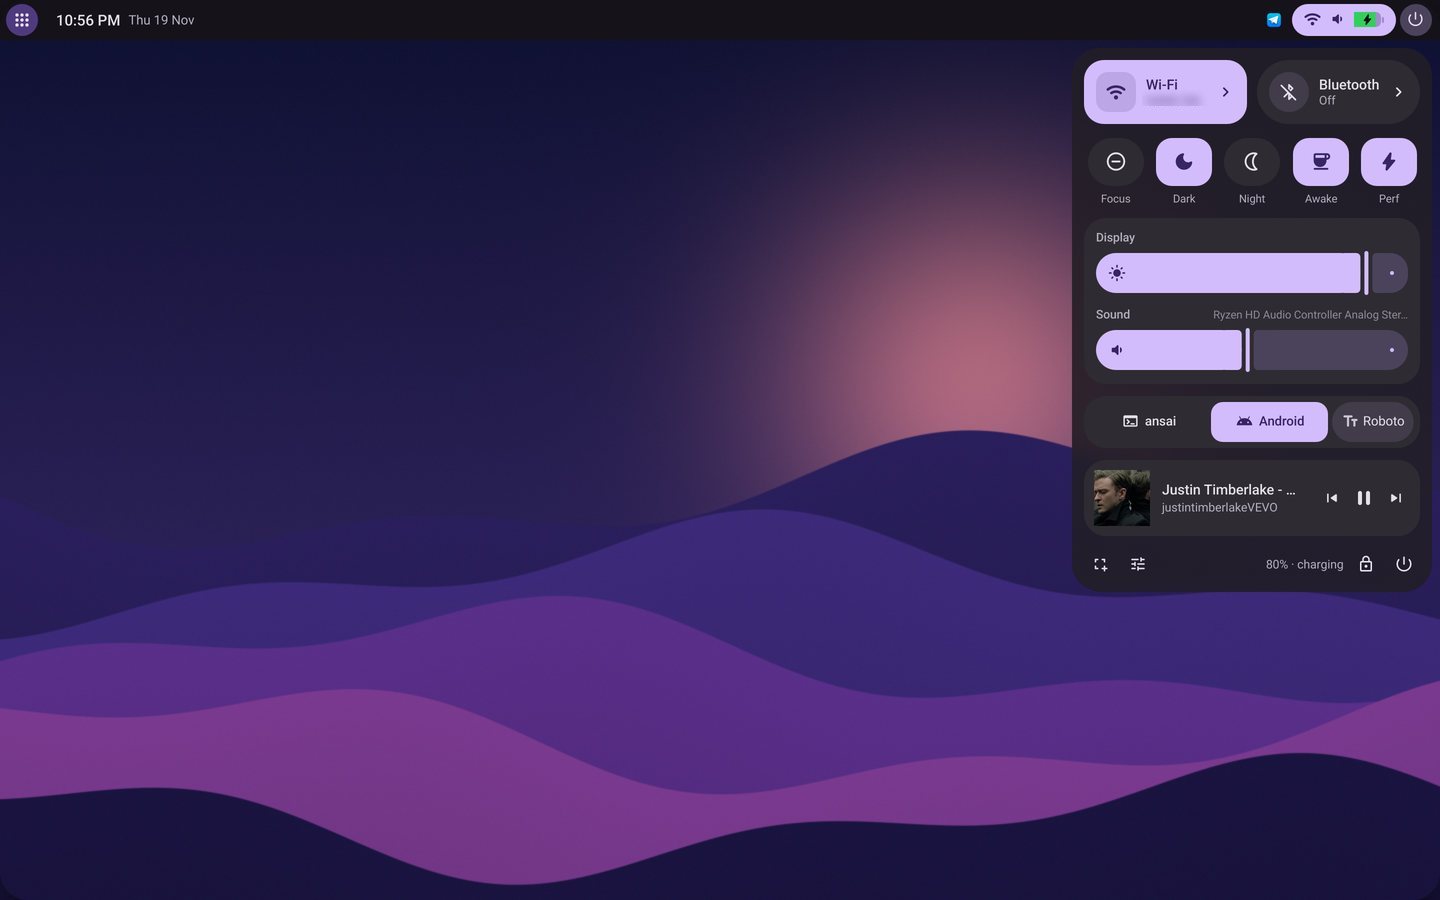 10:56 PM Thu 19 Nov
Wi-Fi
Bluetooth
Off
Focus Dark Night Awake Perf
Display
Sound Ryzen HD Audio Controller Analog Ster...
ansai Android Tт Roboto
Justin Timberlake - ...
justintimberlakeVEVO
80% · charging